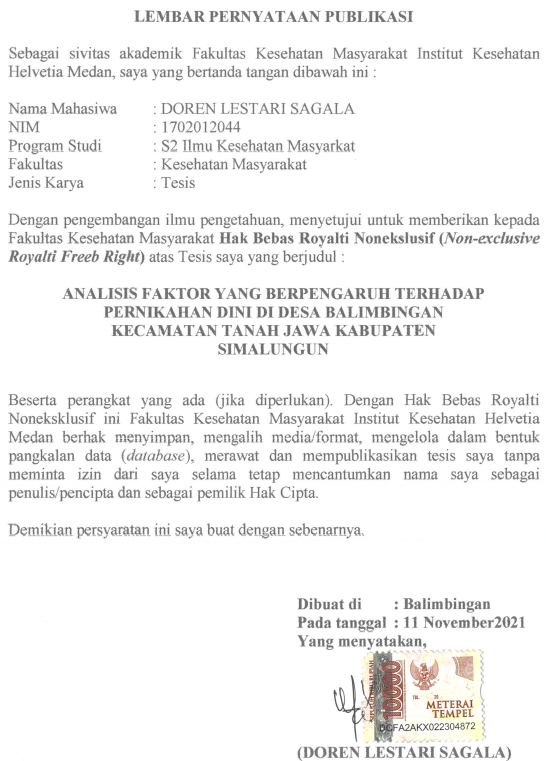 LEMBAR PERNYATAAN PUBLIKASI
Sebagai sivitas akademik Fakultas Kesehatan Masyarakat Institut Kesehatan
Helvetia Medan, saya yang bertanda tangan dibawah ini :
Nama Mahasiwa : DOREN LESTARI SAGALA
NIM : 1702012044
Program Studi : S2 Ilmu Kesehatan Masyarkat
Fakultas : Kesehatan Masyarakat
Jenis Karya : Tesis
Dengan pengembangan ilmu pengetahuan, menyetujui untuk memberikan kepada
Fakultas Kesehatan Masyarakat Hak Bebas Royalti Nonekslusif (Non-exclusive
Royalti Freeb Right) atas Tesis saya yang berjudul :
ANALISIS FAKTOR YANG BERPENGARUH TERHADAP
PERNIKAHAN DINI DI DESA BALIMBINGAN
KECAMATAN TANAH JAWA KABUPATEN
SIMALUNGUN
Beserta perangkat yang ada (jika diperlukan). Dengan Hak Bebas Royalti
Noneksklusif ini Fakultas Kesehatan Masyarakat Institut Kesehatan Helvetia
Medan berhak menyimpan, mengalih media/format, mengelola dalam bentuk
pangkalan data (database), merawat dan mempublikasikan tesis saya tanpa
meminta izin dari saya selama tetap mencantumkan nama saya sebagai
penulis/pencipta dan sebagai pemilik Hak Cipta.
Demikian persyaratan ini saya buat dengan sebenarnya.
Dibuat di : Balimbingan
Pada tanggal : 11 November2021
Yang menyatakan,
10000
METERAI
TEMPEL
DCFA2AKX022304872
(DOREN LESTARI SAGALA)